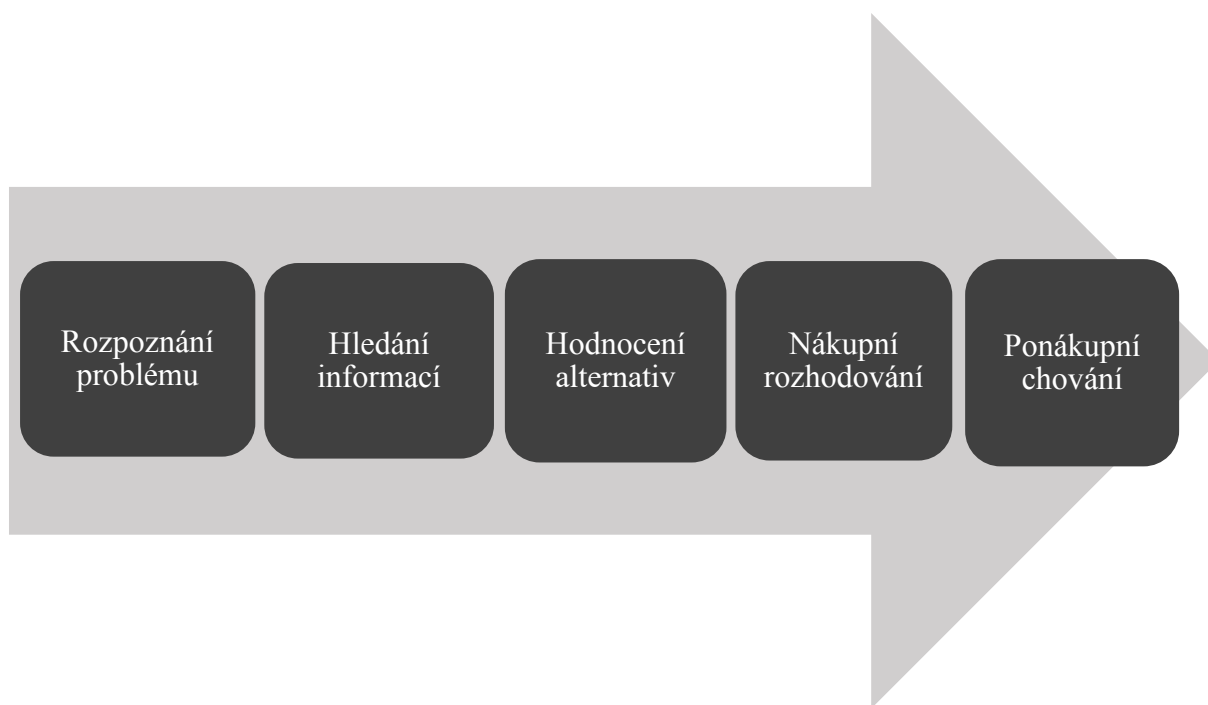 Rozpoznání
problému
Hledání
informací
Hodnocení
alternativ
Nákupní
rozhodování
Ponákupní
chování